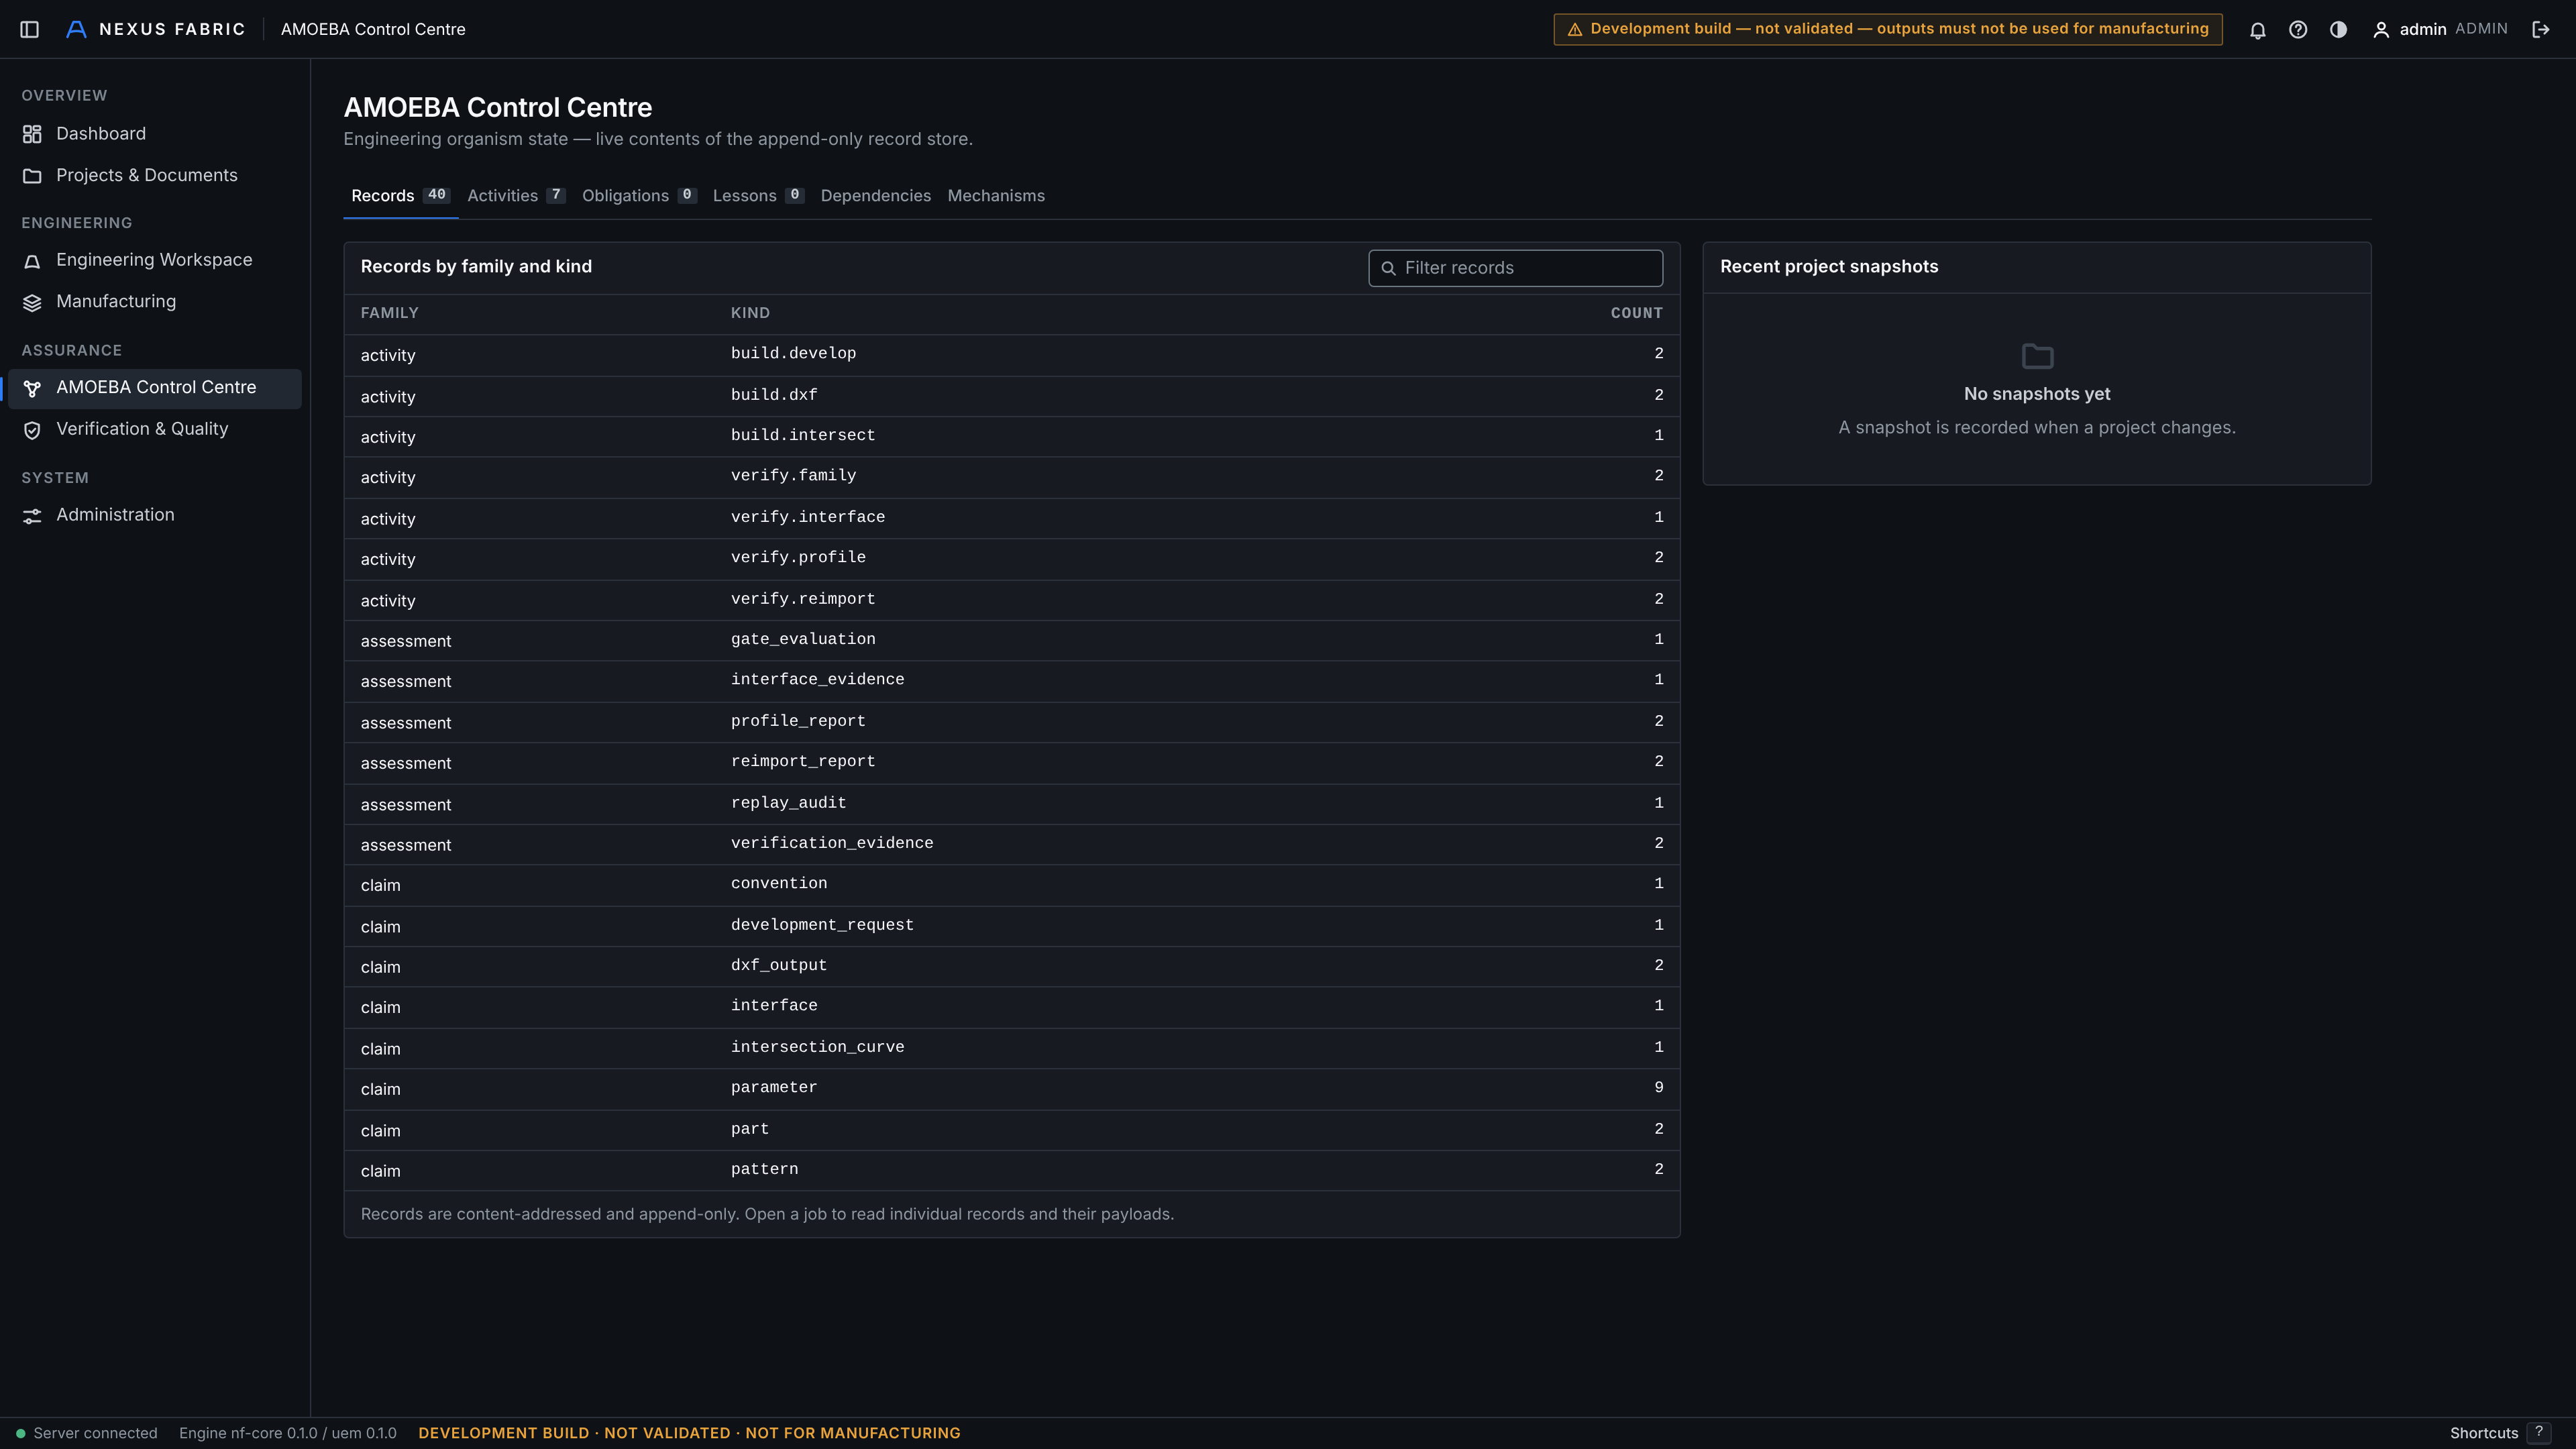 NEXUS FABRIC
AMOEBA Control Centre
Development build — not validated — outputs must not be used for manufacturing
admin ADMIN
OVERVIEW
Dashboard
Projects & Documents
ENGINEERING
Engineering Workspace
Manufacturing
ASSURANCE
AMOEBA Control Centre
Verification & Quality
SYSTEM
Administration
AMOEBA Control Centre
Engineering organism state — live contents of the append-only record store.
Records 40 Activities 7 Obligations 0 Lessons 0 Dependencies Mechanisms
Records by family and kind
Filter records
FAMILY KIND COUNT
activity build.develop 2
activity build.dxf 2
activity build.intersect 1
activity verify.family 2
activity verify.interface 1
activity verify.profile 2
activity verify.reimport 2
assessment gate_evaluation 1
assessment interface_evidence 1
assessment profile_report 2
assessment reimport_report 2
assessment replay_audit 1
assessment verification_evidence 2
claim convention 1
claim development_request 1
claim dxf_output 2
claim interface 1
claim intersection_curve 1
claim parameter 9
claim part 2
claim pattern 2
Records are content-addressed and append-only. Open a job to read individual records and their payloads.
Recent project snapshots
No snapshots yet
A snapshot is recorded when a project changes.
Server connected
Engine nf-core 0.1.0 / uem 0.1.0
DEVELOPMENT BUILD · NOT VALIDATED · NOT FOR MANUFACTURING
Shortcuts ?